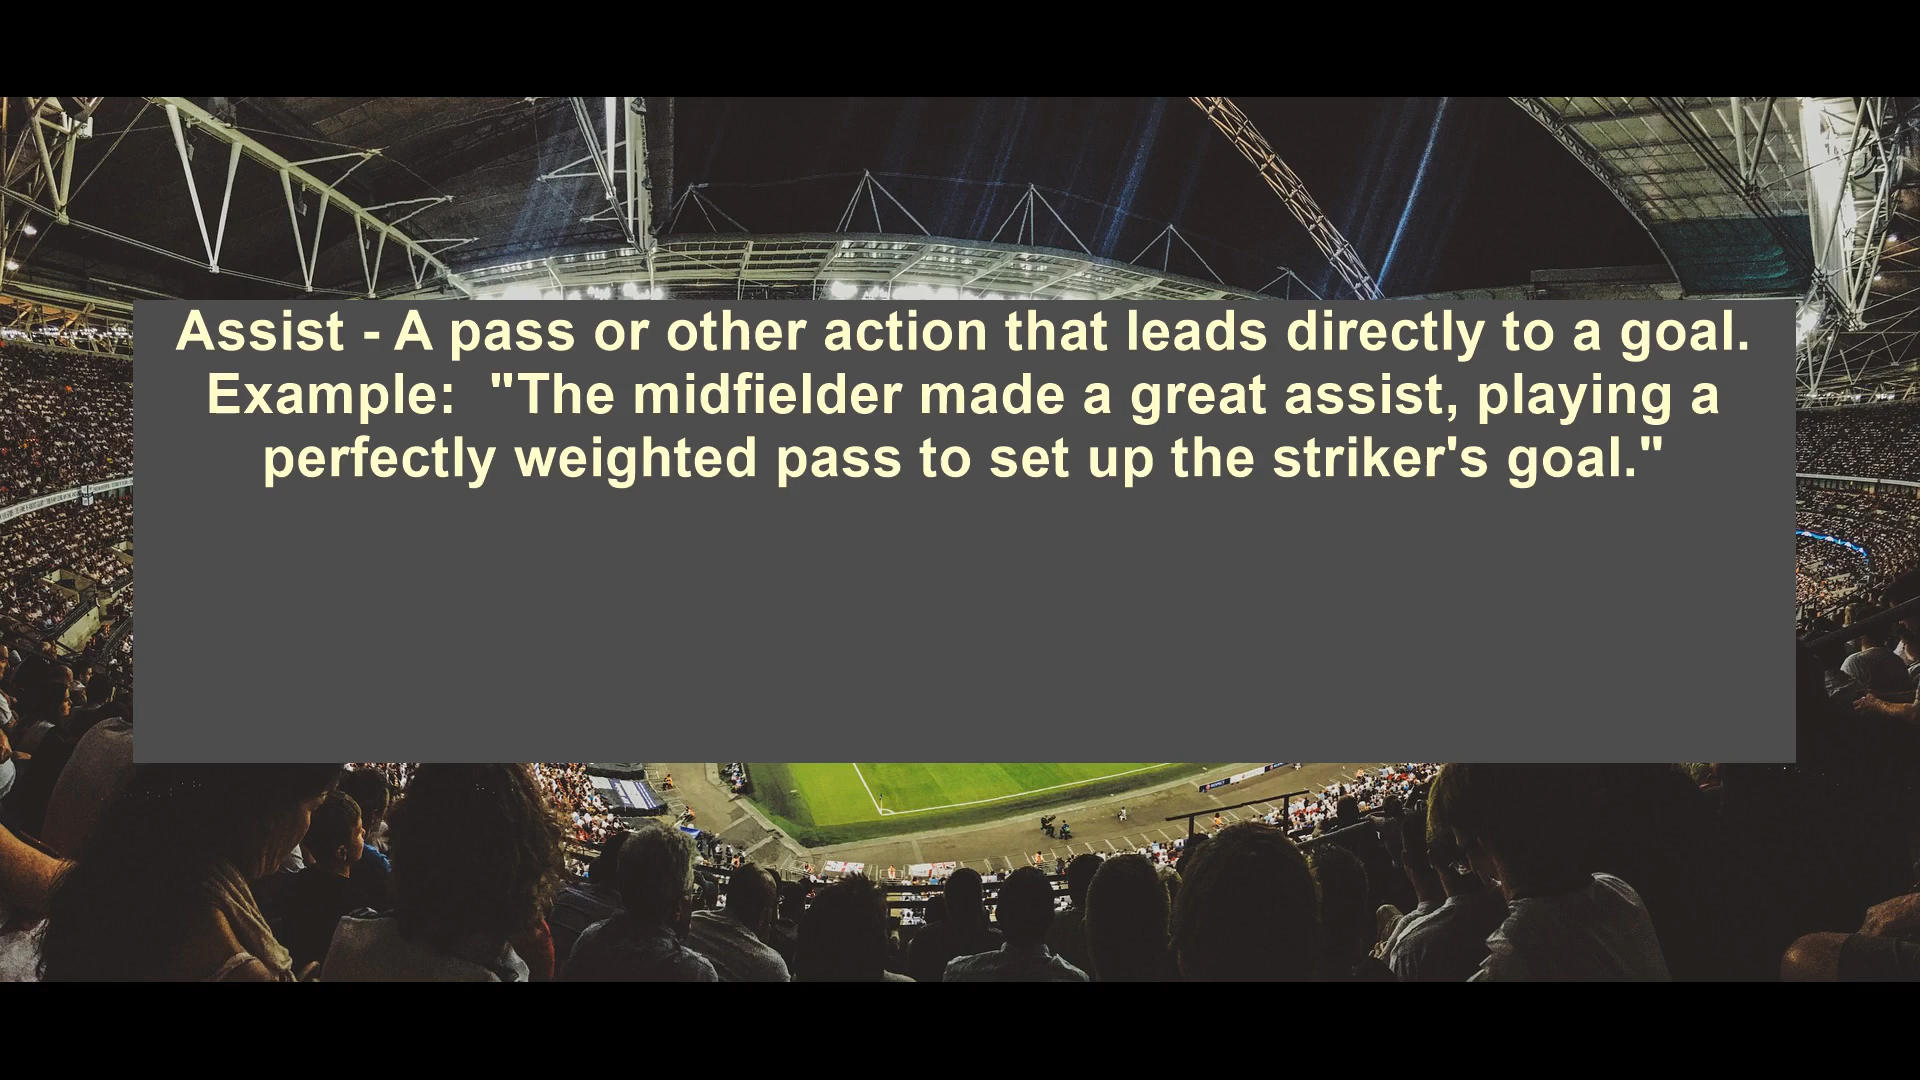 Assist - A pass or other action that leads directly to a goal.
Example:  "The midfielder made a great assist, playing a
perfectly weighted pass to set up the striker's goal."